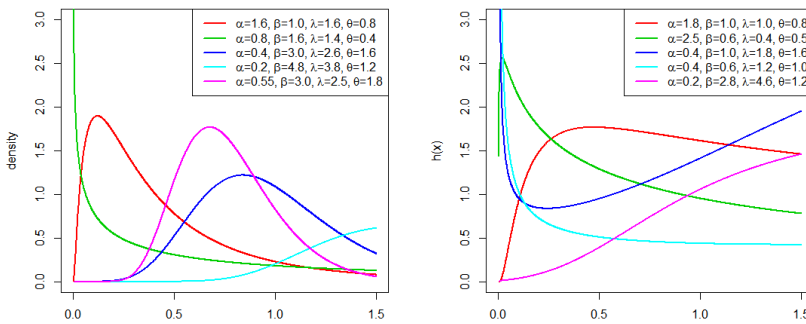 3.0
2.5
2.0
1.5
1.0
0.5
0.0
density
α=1.6, β=1.0, λ=1.6, θ=0.8
α=0.8, β=1.6, λ=1.4, θ=0.4
α=0.4, β=3.0, λ=2.6, θ=1.6
α=0.2, β=4.8, λ=3.8, θ=1.2
α=0.55, β=3.0, λ=2.5, θ=1.8
0.0 0.5 1.0 1.5
3.0
2.5
2.0
1.5
1.0
0.5
0.0
h(x)
α=1.8, β=1.0, λ=1.0, θ=0.8
α=2.5, β=0.6, λ=0.4, θ=0.5
α=0.4, β=1.0, λ=1.8, θ=1.6
α=0.4, β=0.6, λ=1.2, θ=1.0
α=0.2, β=2.8, λ=4.6, θ=1.2
0.0 0.5 1.0 1.5